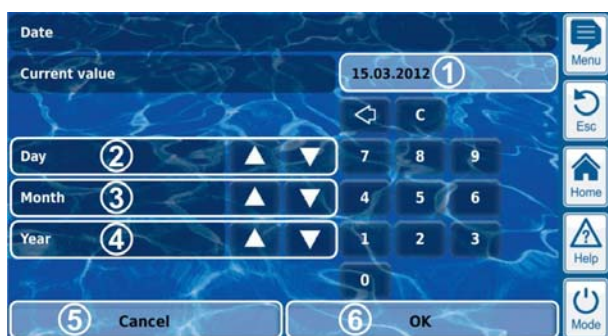 Date
Menu
Current value
15.03.2012 1
C
Esc
Day 2
7 8 9
Month 3
4 5 6
Home
Year 4
1 2 3
? Help
0
5 Cancel
6 OK
Mode